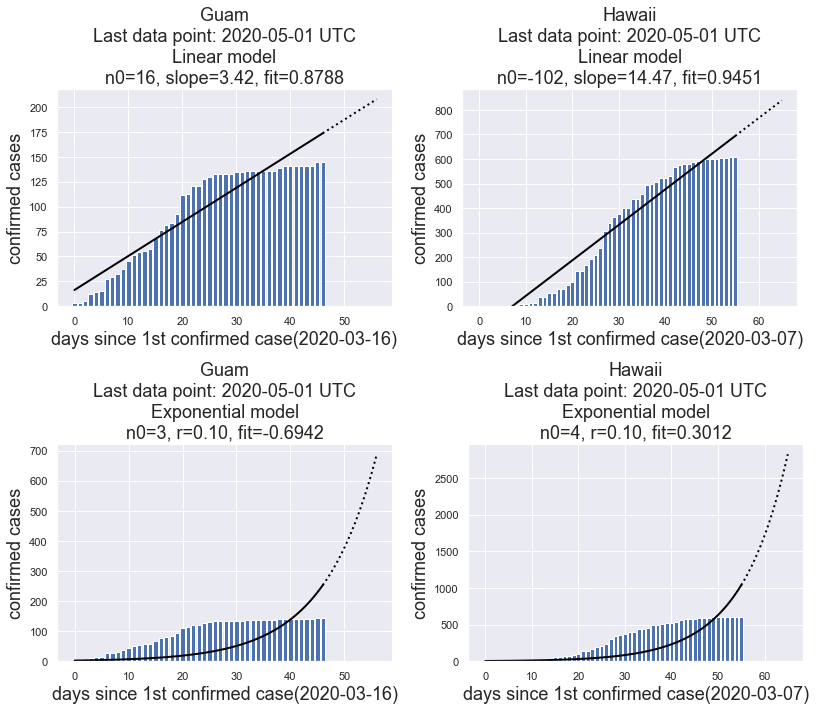 Guam
Last data point: 2020-05-01 UTC
Linear model
n0=16, slope=3.42, fit=0.8788
200
175
150
125
100
75
50
25
0
confirmed cases
0 10 20 30 40 50
days since 1st confirmed case(2020-03-16)
Hawaii
Last data point: 2020-05-01 UTC
Linear model
n0=-102, slope=14.47, fit=0.9451
800
700
600
500
400
300
200
100
0
confirmed cases
0 10 20 30 40 50 60
days since 1st confirmed case(2020-03-07)
Guam
Last data point: 2020-05-01 UTC
Exponential model
n0=3, r=0.10, fit=-0.6942
700
600
500
400
300
200
100
0
confirmed cases
0 10 20 30 40 50
days since 1st confirmed case(2020-03-16)
Hawaii
Last data point: 2020-05-01 UTC
Exponential model
n0=4, r=0.10, fit=0.3012
2500
2000
1500
1000
500
0
confirmed cases
0 10 20 30 40 50 60
days since 1st confirmed case(2020-03-07)